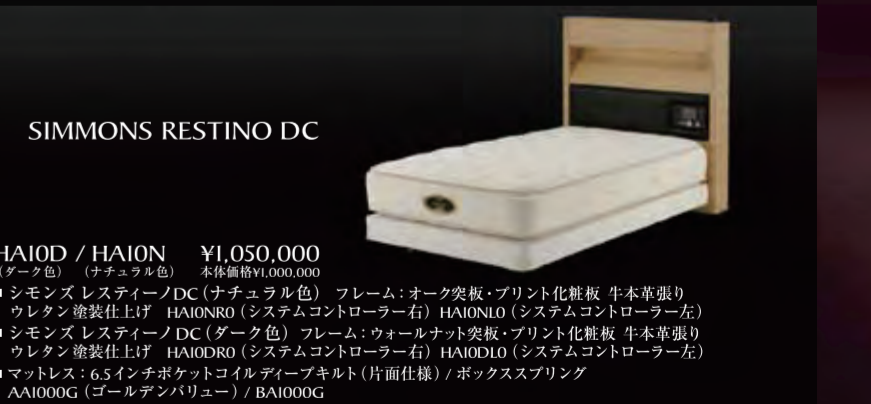 SIMMONS RESTINO DC
HA10D / HA10N ¥1,050,000
(ダーク色) (ナチュラル色) 本体価格¥1,000,000
シモンズ レスティーノDC(ナチュラル色) フレーム:オーク突板・プリント化粧板 牛本革張り
ウレタン塗装仕上げ HA10NR0(システムコントローラー右) HA10NL0(システムコントローラー左)
シモンズ レスティーノDC(ダーク色) フレーム:ウォールナット突板・プリント化粧板 牛本革張り
ウレタン塗装仕上げ HA10DR0(システムコントローラー右) HA10DL0(システムコントローラー左)
マットレス:6.5インチポケットコイル ディープキルト(片面仕様)/ ボックススプリング
AA1000G(ゴールデンバリュー)/ BA1000G